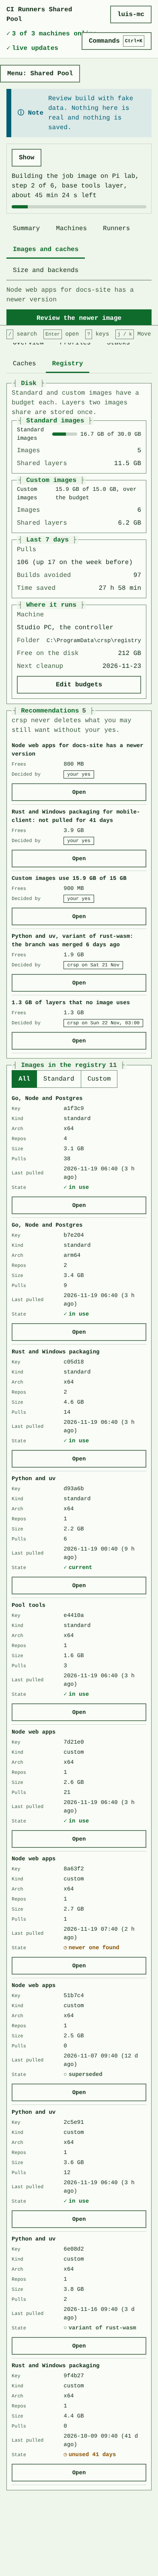 CI Runners Shared
Pool
luis-mc
✓ 3 of 3 machines
✓ live updates
Commands Ctrl+K
Menu: Shared Pool
ⓘ Note
Review build with fake
data. Nothing here is
real and nothing is
saved.
Show
Building the job image on Pi lab,
step 2 of 6, base tools layer,
about 45 min 24 s left
Summary Machines Runners
Images and caches
Size and backends
Node web apps for docs-site has a
newer version
Review the newer image
/ search Enter open ? keys j / k Move
Caches Registry
Disk
Standard and custom images have a
budget each. Layers two images
share are stored once.
Standard images
Standard
images
16.7 GB of 30.0 GB
Images 5
Shared layers 11.5 GB
Custom images
Custom
images
15.9 GB of 15.0 GB, over
the budget
Images 6
Shared layers 6.2 GB
Last 7 days
Pulls
106 (up 17 on the week before)
Builds avoided 97
Time saved 27 h 58 min
Where it runs
Machine
Studio PC, the controller
Folder C:\ProgramData\crsp\registry
Free on the disk 212 GB
Next cleanup 2026-11-23
Edit budgets
Recommendations 5
crsp never deletes what you may
still want without your yes.
Node web apps for docs-site has a newer
version
Frees 800 MB
Decided by your yes
Open
Rust and Windows packaging for mobile-
client: not pulled for 41 days
Frees 3.9 GB
Decided by your yes
Open
Custom images use 15.9 GB of 15 GB
Frees 900 MB
Decided by your yes
Open
Python and uv, variant of rust-wasm:
the branch was merged 6 days ago
Frees 1.9 GB
Decided by crsp on Sat 21 Nov
Open
1.3 GB of layers that no image uses
Frees 1.3 GB
Decided by crsp on Sun 22 Nov, 03:00
Open
Images in the registry 11
All Standard Custom
Go, Node and Postgres
Key a1f3c9
Kind standard
Arch x64
Repos 4
Size 3.1 GB
Pulls 38
Last pulled 2026-11-19 06:40 (3 h
ago)
State ✓ in use
Open
Go, Node and Postgres
Key b7e204
Kind standard
Arch arm64
Repos 2
Size 3.4 GB
Pulls 9
Last pulled 2026-11-19 06:40 (3 h
ago)
State ✓ in use
Open
Rust and Windows packaging
Key c05d18
Kind standard
Arch x64
Repos 2
Size 4.6 GB
Pulls 14
Last pulled 2026-11-19 06:40 (3 h
ago)
State ✓ in use
Open
Python and uv
Key d93a6b
Kind standard
Arch x64
Repos 1
Size 2.2 GB
Pulls 6
Last pulled 2026-11-19 00:40 (9 h
ago)
State ✓ current
Open
Pool tools
Key e4410a
Kind standard
Arch x64
Repos 1
Size 1.6 GB
Pulls 3
Last pulled 2026-11-19 06:40 (3 h
ago)
State ✓ in use
Open
Node web apps
Key 7d21e0
Kind custom
Arch x64
Repos 1
Size 2.6 GB
Pulls 21
Last pulled 2026-11-19 06:40 (3 h
ago)
State ✓ in use
Open
Node web apps
Key 8a63f2
Kind custom
Arch x64
Repos 1
Size 2.7 GB
Pulls 1
Last pulled 2026-11-19 07:40 (2 h
ago)
State newer one found
Open
Node web apps
Key 51b7c4
Kind custom
Arch x64
Repos 1
Size 2.5 GB
Pulls 0
Last pulled 2026-11-07 09:40 (12 d
ago)
State ○ superseded
Open
Python and uv
Key 2c5e91
Kind custom
Arch x64
Repos 1
Size 3.6 GB
Pulls 12
Last pulled 2026-11-19 06:40 (3 h
ago)
State ✓ in use
Open
Python and uv
Key 6e08d2
Kind custom
Arch x64
Repos 1
Size 3.8 GB
Pulls 2
Last pulled 2026-11-16 09:40 (3 d
ago)
State ○ variant of rust-wasm
Open
Rust and Windows packaging
Key 9f4b27
Kind custom
Arch x64
Repos 1
Size 4.4 GB
Pulls 0
Last pulled 2026-10-09 09:40 (41 d
ago)
State unused 41 days
Open